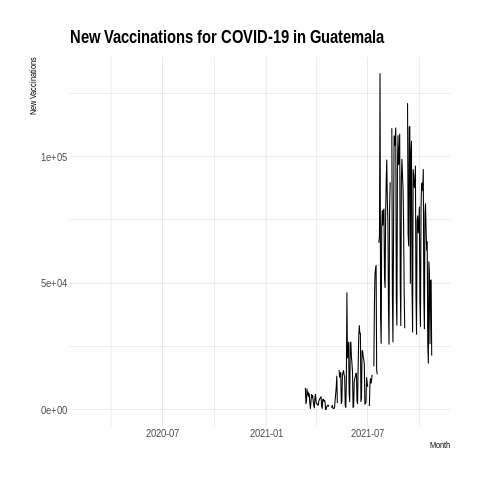 New Vaccinations for COVID-19 in Guatemala
New Vaccinations
1e+05
5e+04
0e+00
2020-07
2021-01
2021-07
Month